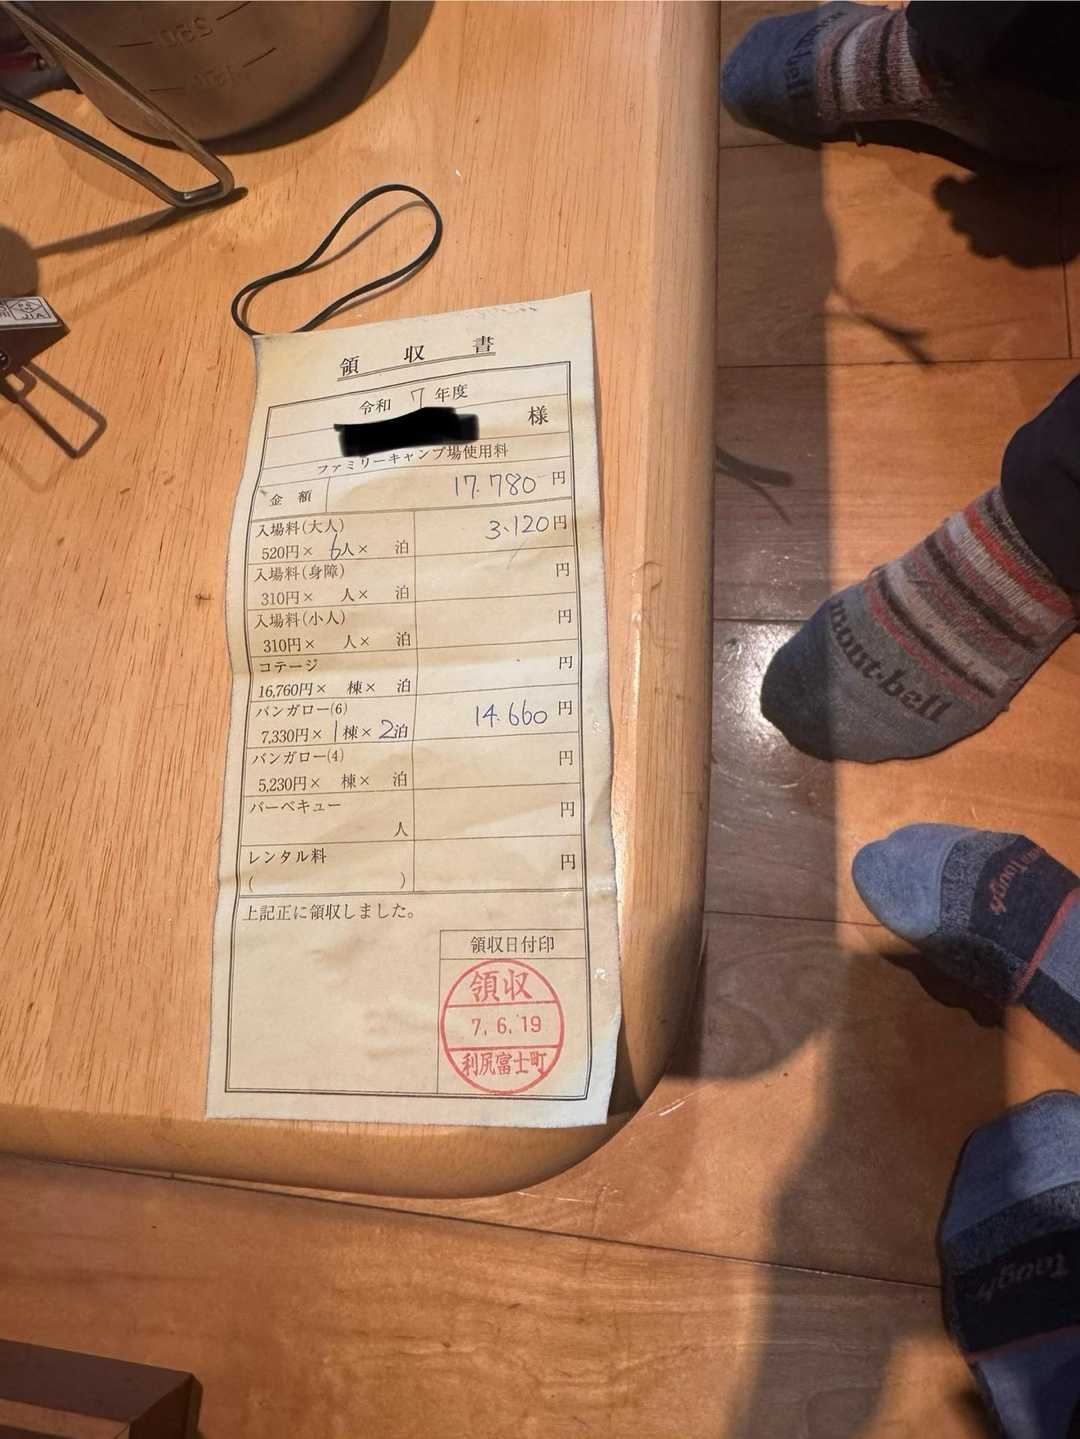 領収書
令和 7 年度
様
ファミリーキャンプ場使用料
金額 17.780 円
入場料(大人)
520円× 6人× 泊 3、120円
入場料(身障)
310円× 人× 泊 円
入場料(小人)
310円× 人× 泊 円
コテージ
16,760円× 棟× 泊 円
バンガロー(6)
7,330円× 1棟× 2泊 14.660 円
バンガロー(4)
5,230円× 棟× 泊 円
バーベキュー
人 円
レンタル料
( ) 円
上記正に領収しました。
領収日付印
領収
7. 6. 19
利尻富士町
mont-bell
JIA